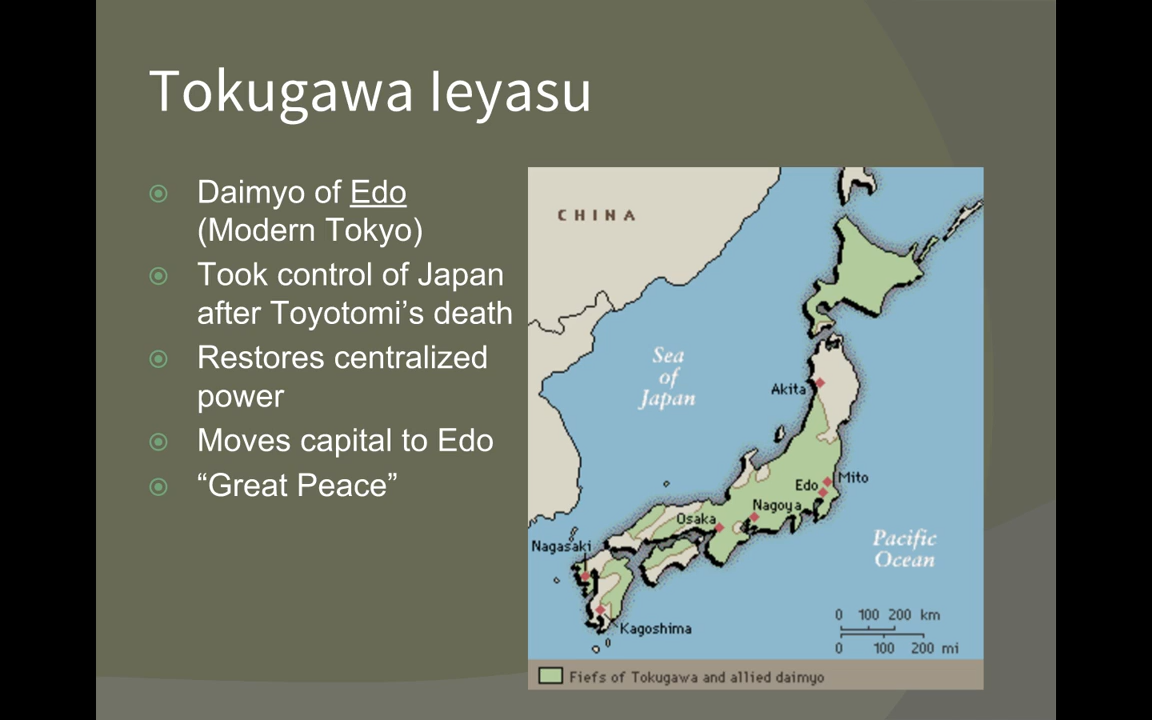 Tokugawa Ieyasu
Daimyo of Edo
(Modern Tokyo)
Took control of Japan
after Toyotomi’s death
Restores centralized
power
Moves capital to Edo
“Great Peace”
CHINA
Sea
of
Japan
Akita
Mito
Edo
Nagoya
Osaka
Nagasaki
Kagoshima
Pacific
Ocean
0 100 200 km
0 100 200 mi
Fiefs of Tokugawa and allied daimyo